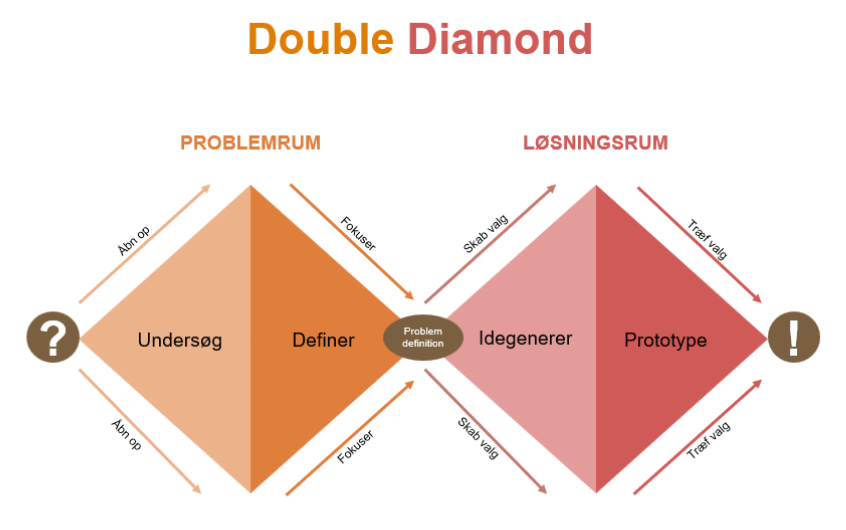 Double Diamond
PROBLEMRUM
LØSNINGSRUM
Åbn op
Fokuser
Skab valg
Træf valg
?
Undersøg
Definer
Problem
definition
Idegenerer
Prototype
!
Åbn op
Fokuser
Skab valg
Træf valg